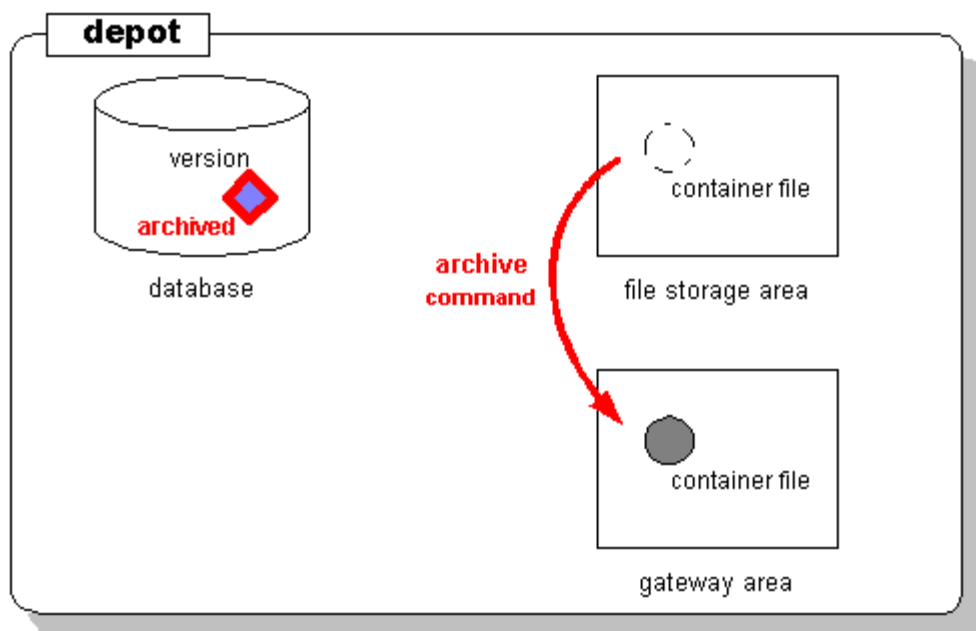 depot
version
archived
database
container file
file storage area
archive
command
container file
gateway area